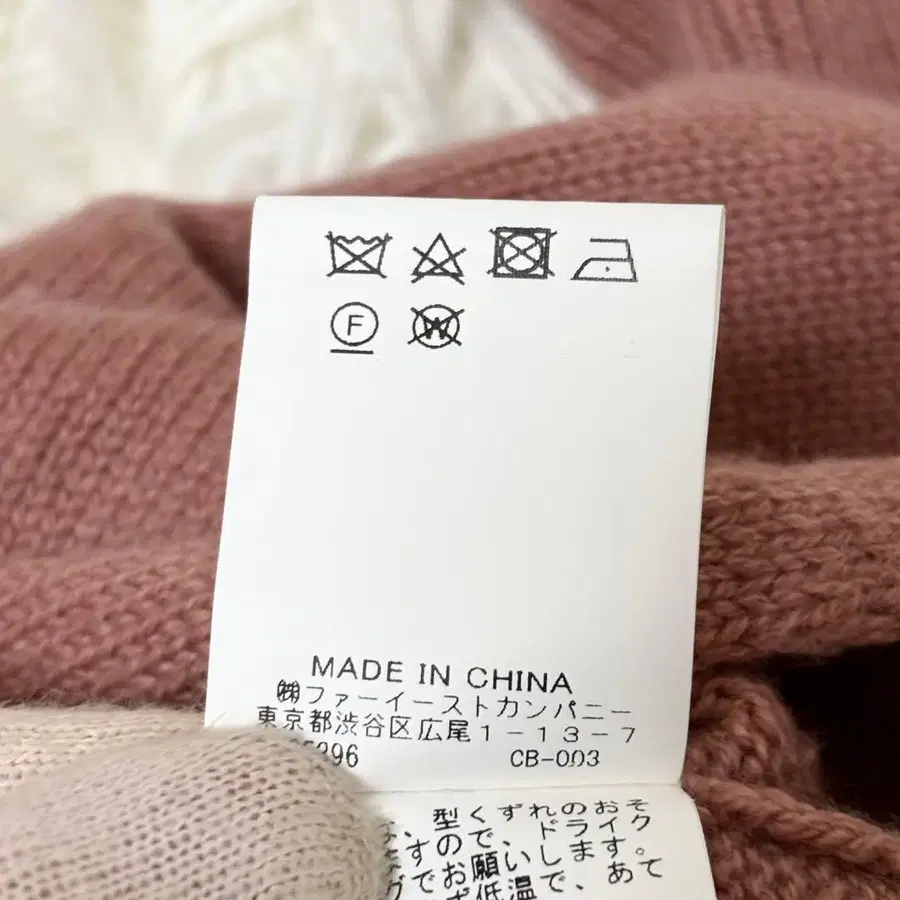 F
W
MADE IN CHINA
㈱ファーイーストカンパニー
東京都渋谷区広尾1-13-7
396 CB-003
型くずれのおそ
すので、ドライク
でお願いします。
低温で、あて